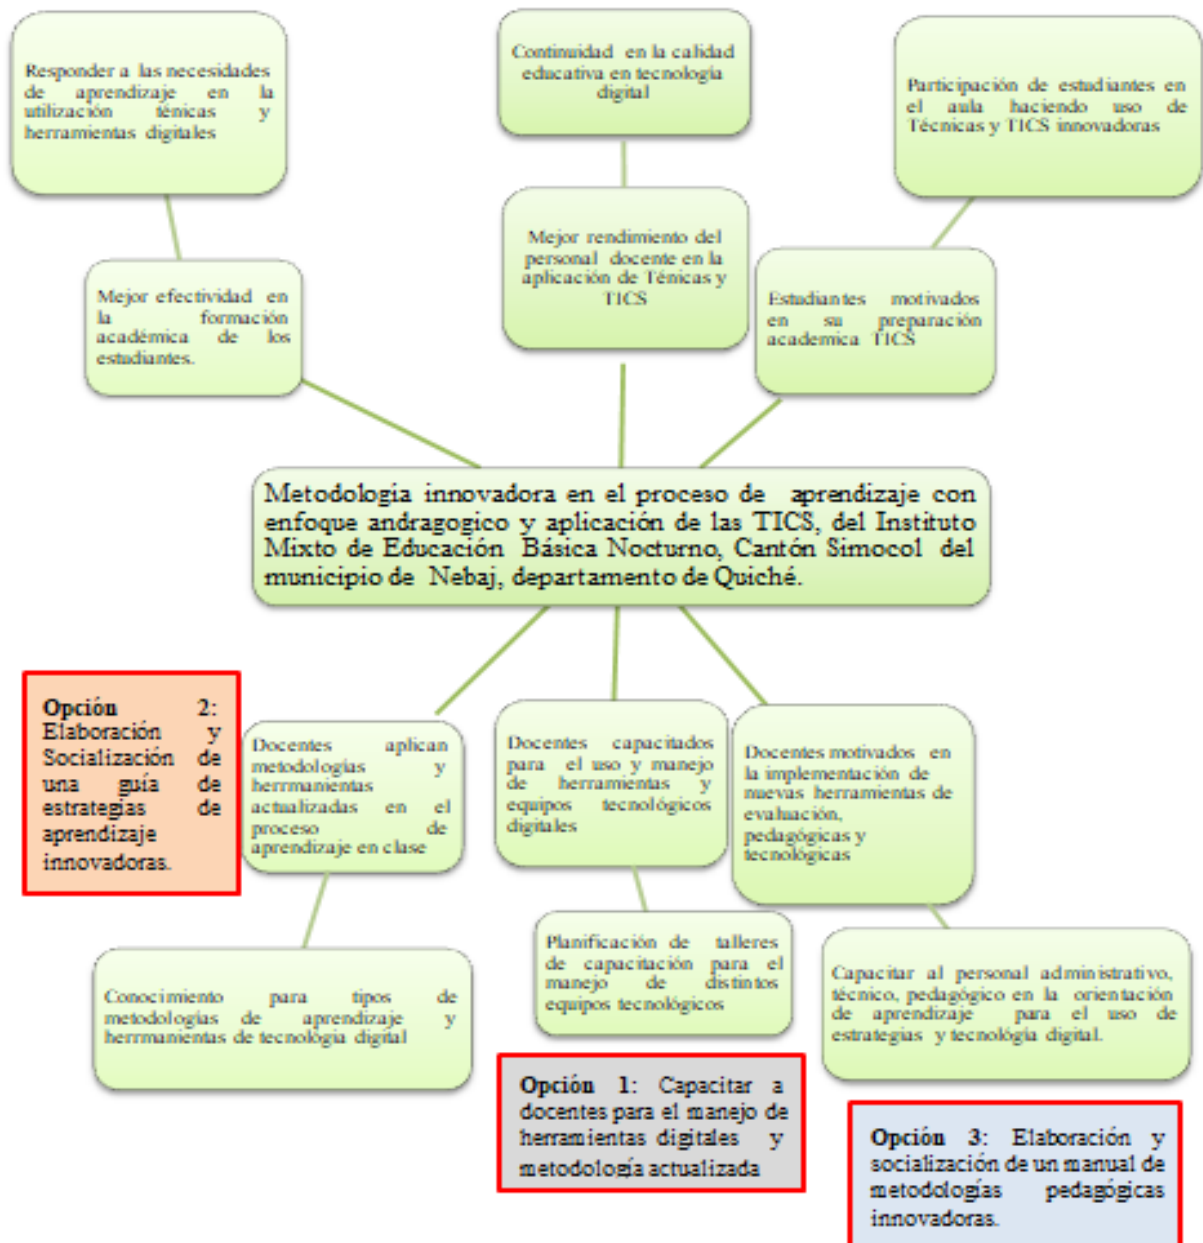 Responder a las necesidades
de aprendizaje en la
utilización ténicas y
herramientas digitales
Continuidad en la calidad
educativa en tecnología
digital
Participación de estudiantes en
el aula haciendo uso de
Técnicas y TICS innovadoras
Mejor efectividad en
la formación
académica de los
estudiantes.
Mejor rendimiento del
personal docente en la
aplicación de Ténicas y
TICS
Estudiantes motivados
en su preparación
academica TICS
Metodología innovadora en el proceso de aprendizaje con
enfoque andragogico y aplicación de las TICS, del Instituto
Mixto de Educación Básica Nocturno, Cantón Simocol del
municipio de Nebaj, departamento de Quiché.
Opción 2:
Elaboración y
Socialización de
una guía de
estrategias de
aprendizaje
innovadoras.
Docentes aplican
metodologías y
herrmanientas
actualizadas en el
proceso de
aprendizaje en clase
Docentes capacitados
para el uso y manejo
de herramientas y
equipos tecnológicos
digitales
Docentes motivados en
la implementación de
nuevas herramientas de
evaluación,
pedagógicas y
tecnológicas
Conocimiento para tipos de
metodologías de aprendizaje y
herrmanientas de tecnológia digital
Planificación de talleres
de capacitación para el
manejo de distintos
equipos tecnológicos
Capacitar al personal administrativo,
técnico, pedagógico en la orientación
de aprendizaje para el uso de
estrategias y tecnológía digital.
Opción 1: Capacitar a
docentes para el manejo de
herramientas digitales y
metodología actualizada
Opción 3: Elaboración y
socialización de un manual de
metodologías pedagógicas
innovadoras.